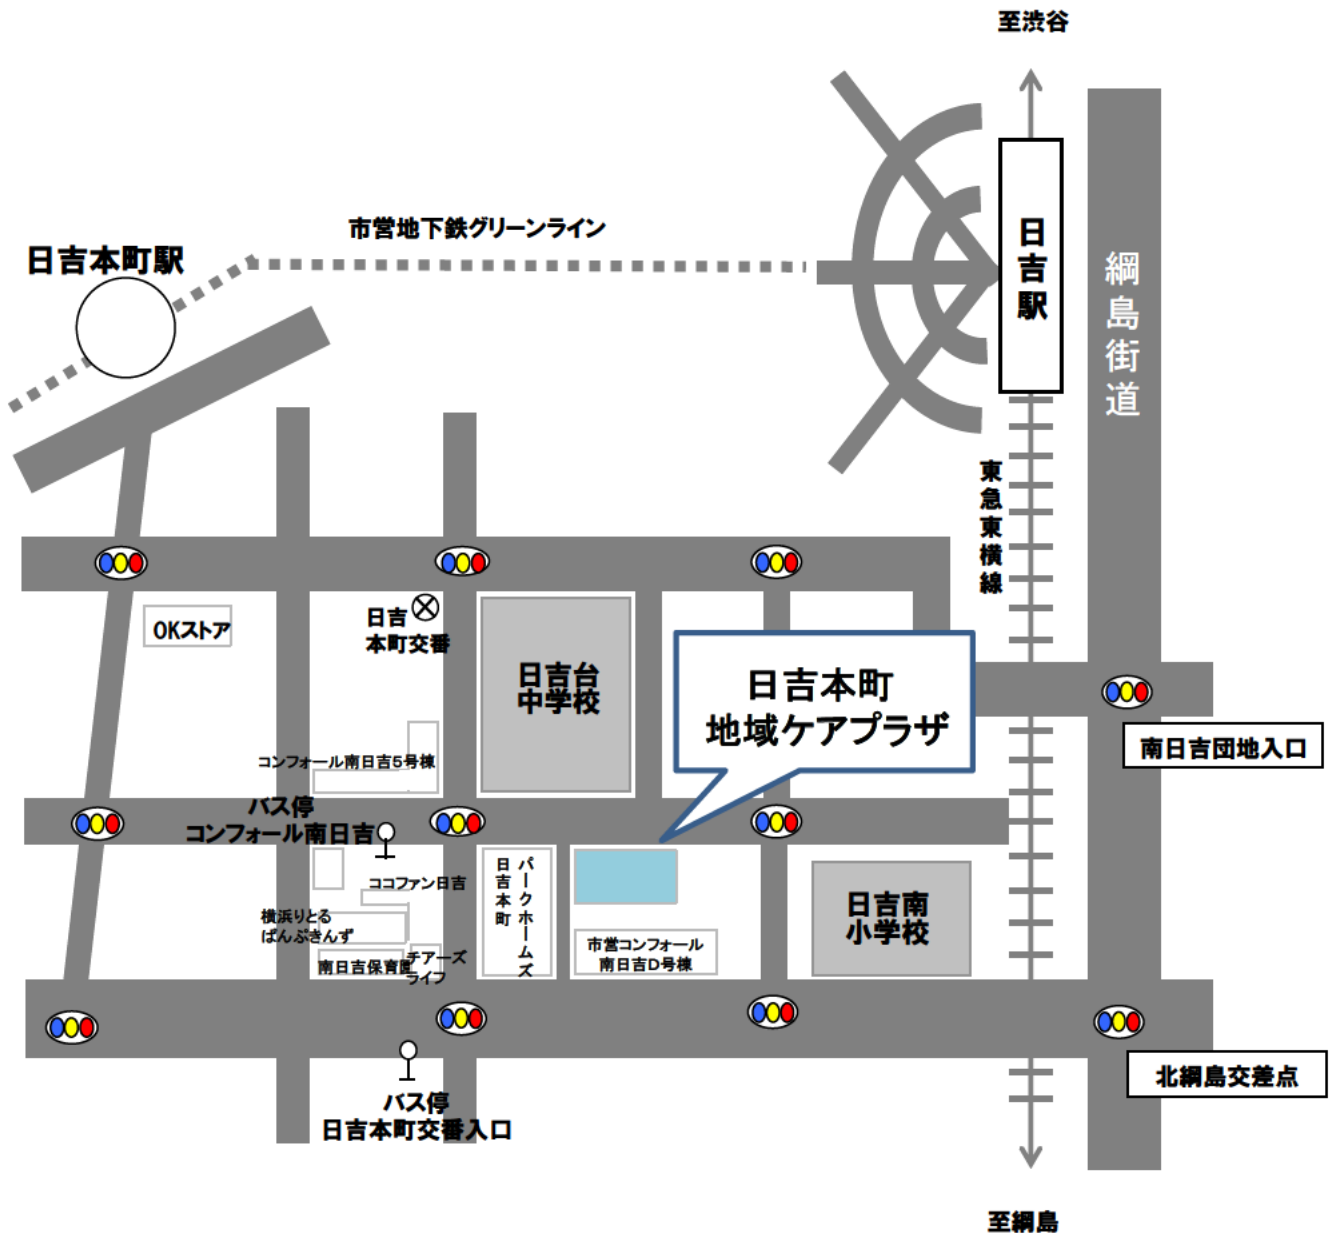 至渋谷
市営地下鉄グリーンライン
日吉本町駅
日吉駅
綱島街道
東急東横線
OKストア
日吉
本町交番
日吉台
中学校
日吉本町
地域ケアプラザ
南日吉団地入口
コンフォール南日吉5号棟
バス停
コンフォール南日吉
ココファン日吉
横浜りとる
ぱんぷきんず
南日吉保育園
チアーズ
ライフ
パークホームズ
日吉本町
市営コンフォール
南日吉D号棟
日吉南
小学校
北綱島交差点
バス停
日吉本町交番入口
至綱島